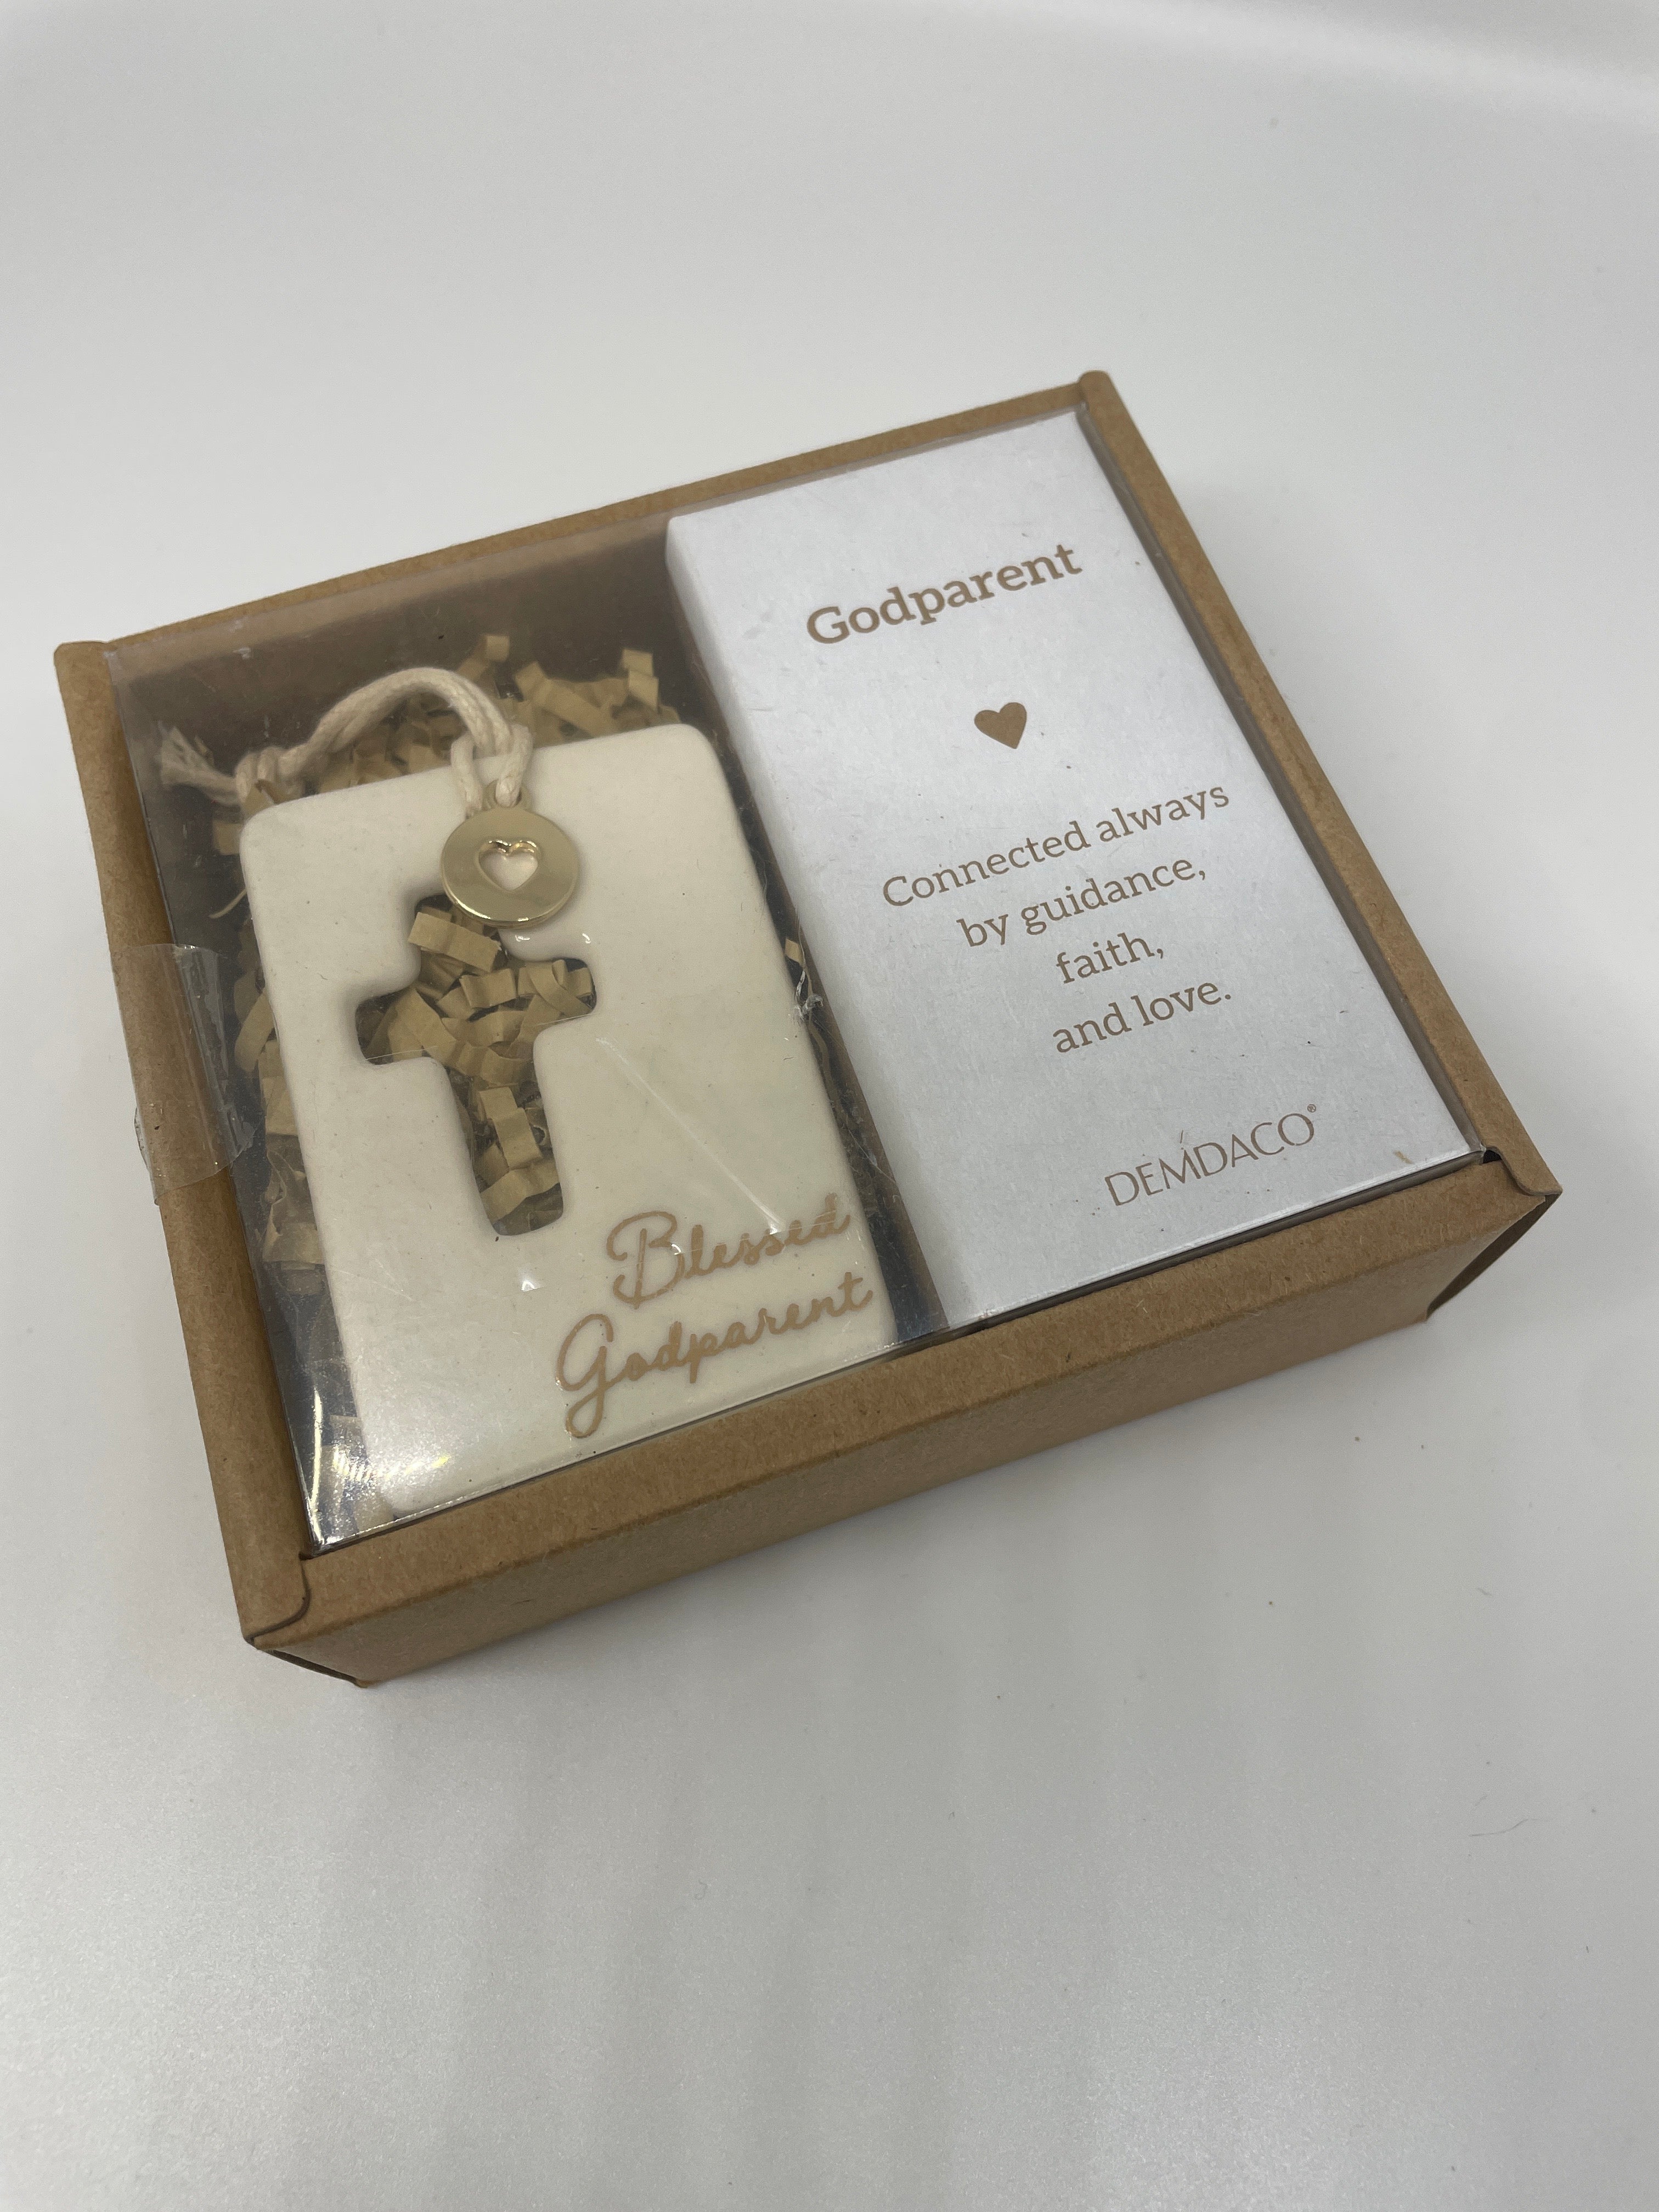 Blessed
Godparent
Godparent
Connected always
by guidance,
faith,
and love.
DEMDACO®